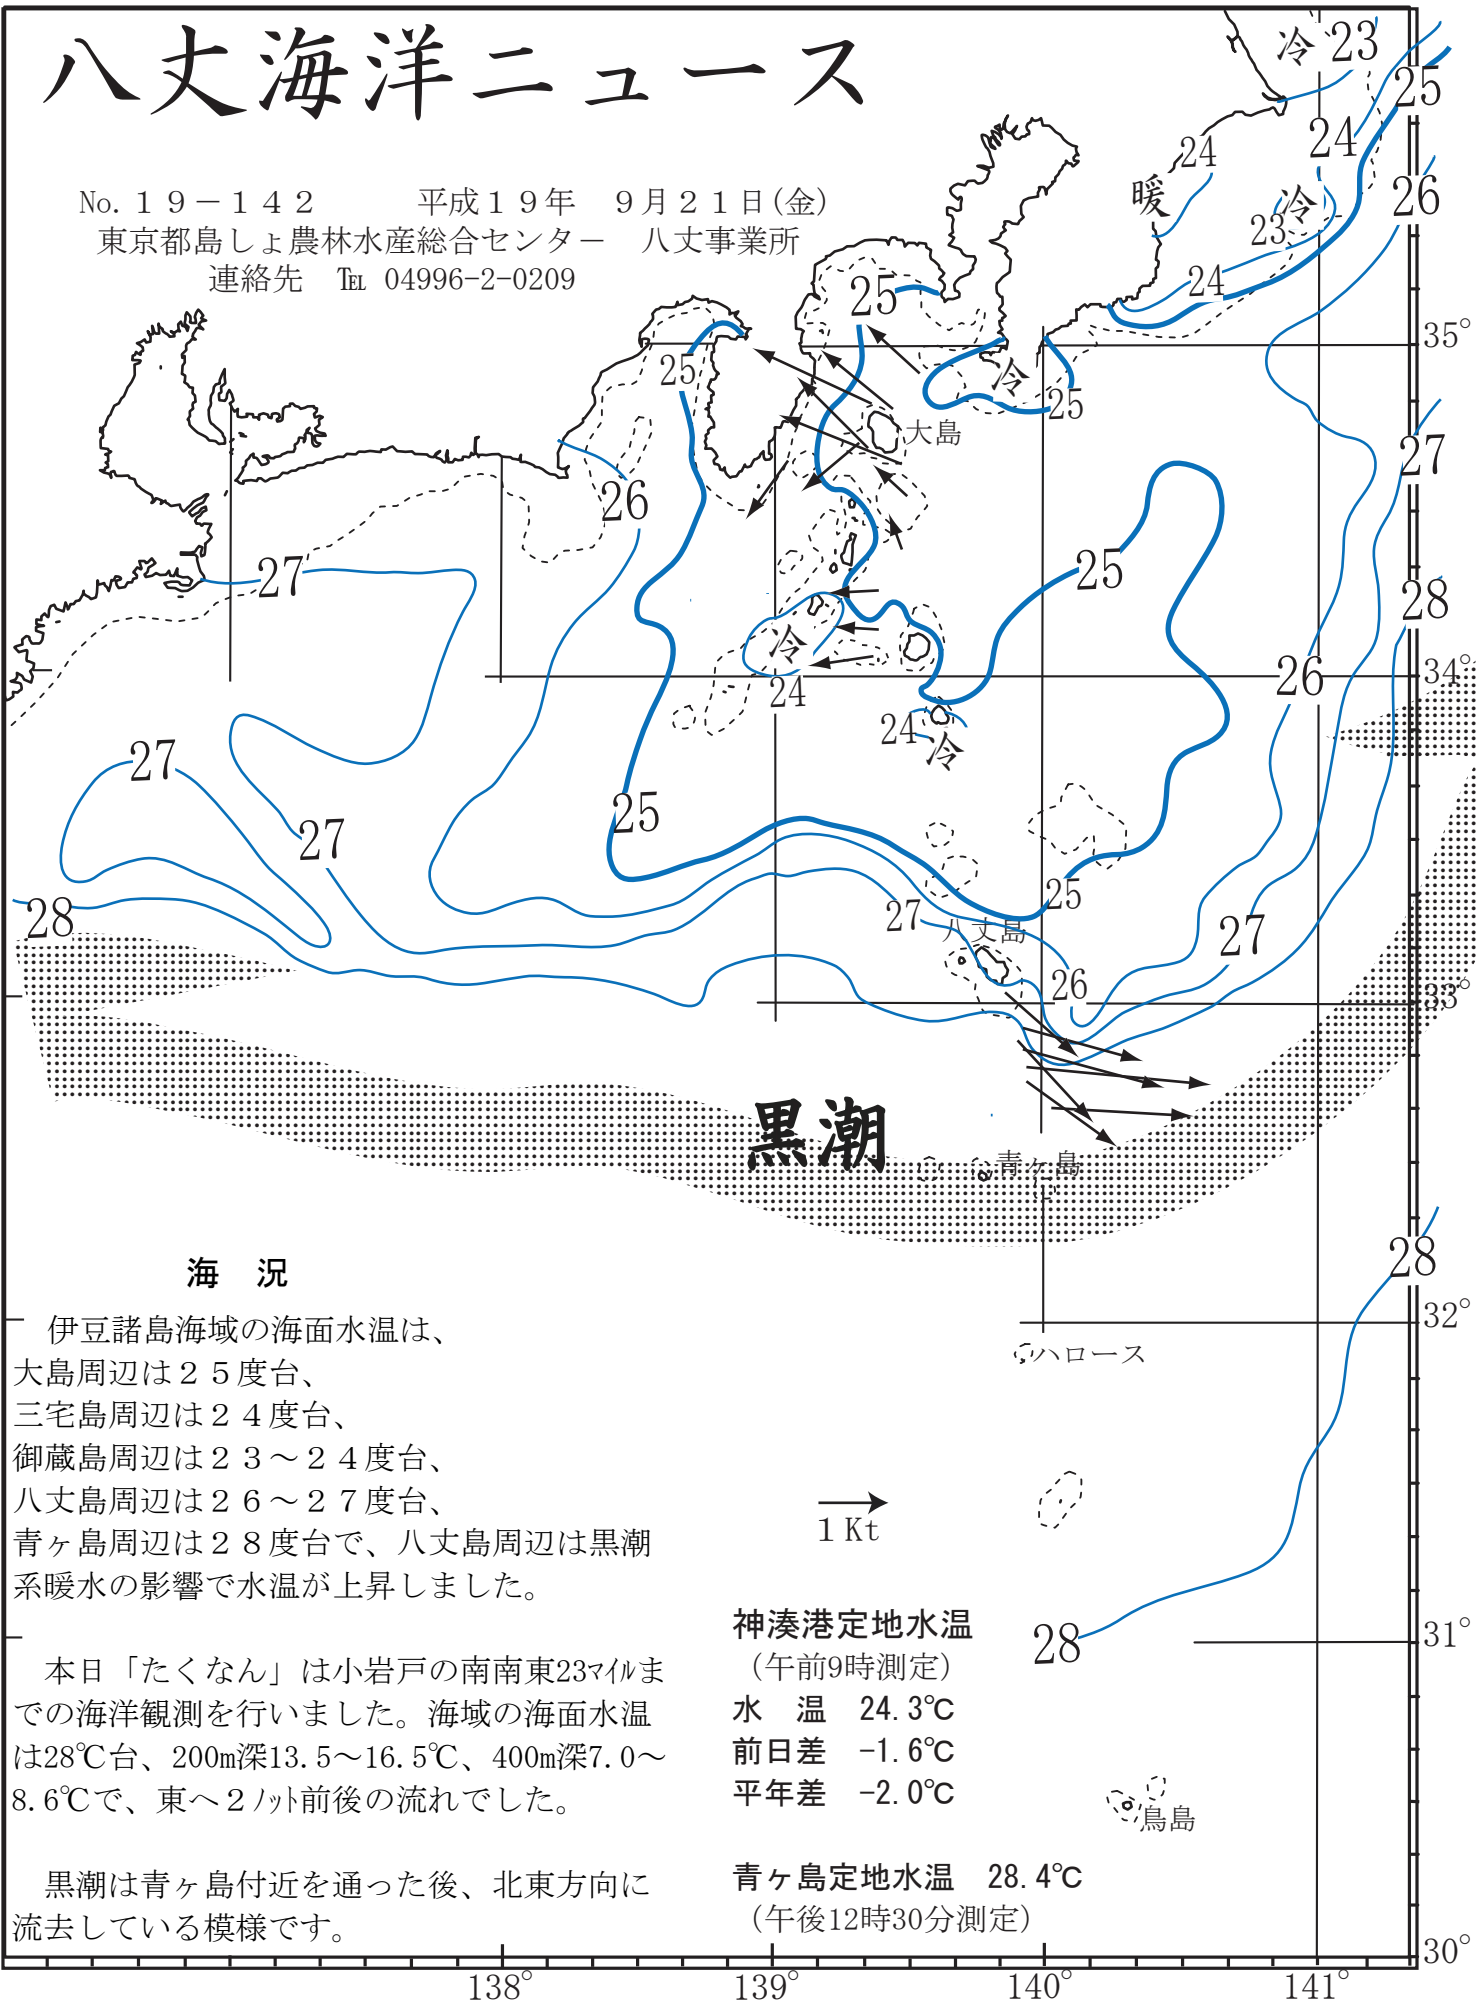 八丈海洋ニュース
No.１９－１４２　　　平成１９年　９月２１日(金)
東京都島しょ農林水産総合センタ－　八丈事業所
連絡先　℡ 04996-2-0209
冷 23
25
24
24
暖
冷
26
23
24
25
35°
25
冷
25
大島
27
26
27
25
28
26
34°
冷
24
24
冷
27
25
27
25
28
27
八丈島
27
26
33°
黒潮
青ヶ島
28
32°
ハロース
海　況
伊豆諸島海域の海面水温は、
大島周辺は２５度台、
三宅島周辺は２４度台、
御蔵島周辺は２３～２４度台、
八丈島周辺は２６～２７度台、
青ヶ島周辺は２８度台で、八丈島周辺は黒潮
系暖水の影響で水温が上昇しました。
本日「たくなん」は小岩戸の南南東23ﾏｲﾙま
での海洋観測を行いました。海域の海面水温
は28℃台、200m深13.5～16.5℃、400m深7.0～
8.6℃で、東へ２ﾉｯﾄ前後の流れでした。
黒潮は青ヶ島付近を通った後、北東方向に
流去している模様です。
1 Kt
28
31°
神湊港定地水温
（午前9時測定）
水　温　24.3℃
前日差　-1.6℃
平年差　-2.0℃
鳥島
青ヶ島定地水温　28.4℃
（午後12時30分測定）
30°
138°
139°
140°
141°